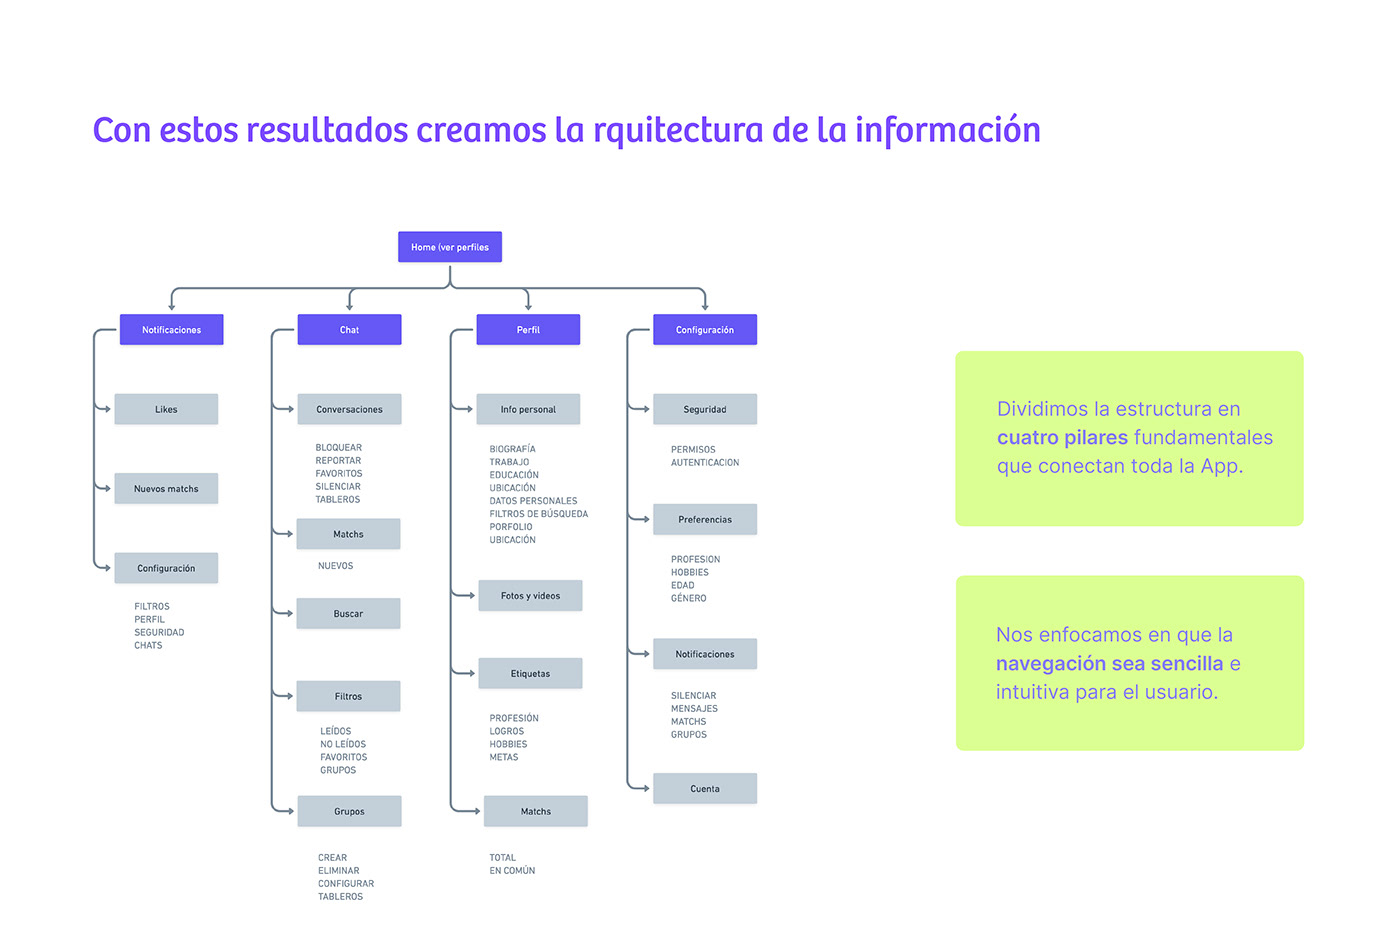 Con estos resultados creamos la rquitectura de la información
Home (ver perfiles
Notificaciones
Likes
Nuevos matchs
Configuración
FILTROS
PERFIL
SEGURIDAD
CHATS
Chat
Conversaciones
BLOQUEAR
REPORTAR
FAVORITOS
SILENCIAR
TABLEROS
Matchs
NUEVOS
Buscar
Filtros
LEÍDOS
NO LEÍDOS
FAVORITOS
GRUPOS
Grupos
CREAR
ELIMINAR
CONFIGURAR
TABLEROS
Perfil
Info personal
BIOGRAFÍA
TRABAJO
EDUCACIÓN
UBICACIÓN
DATOS PERSONALES
FILTROS DE BÚSQUEDA
PORFOLIO
UBICACIÓN
Fotos y videos
Etiquetas
PROFESIÓN
LOGROS
HOBBIES
METAS
Matchs
TOTAL
EN COMÚN
Configuración
Seguridad
PERMISOS
AUTENTICACION
Preferencias
PROFESION
HOBBIES
EDAD
GÉNERO
Notificaciones
SILENCIAR
MENSAJES
MATCHS
GRUPOS
Cuenta
Dividimos la estructura en
cuatro pilares fundamentales
que conectan toda la App.
Nos enfocamos en que la
navegación sea sencilla e
intuitiva para el usuario.